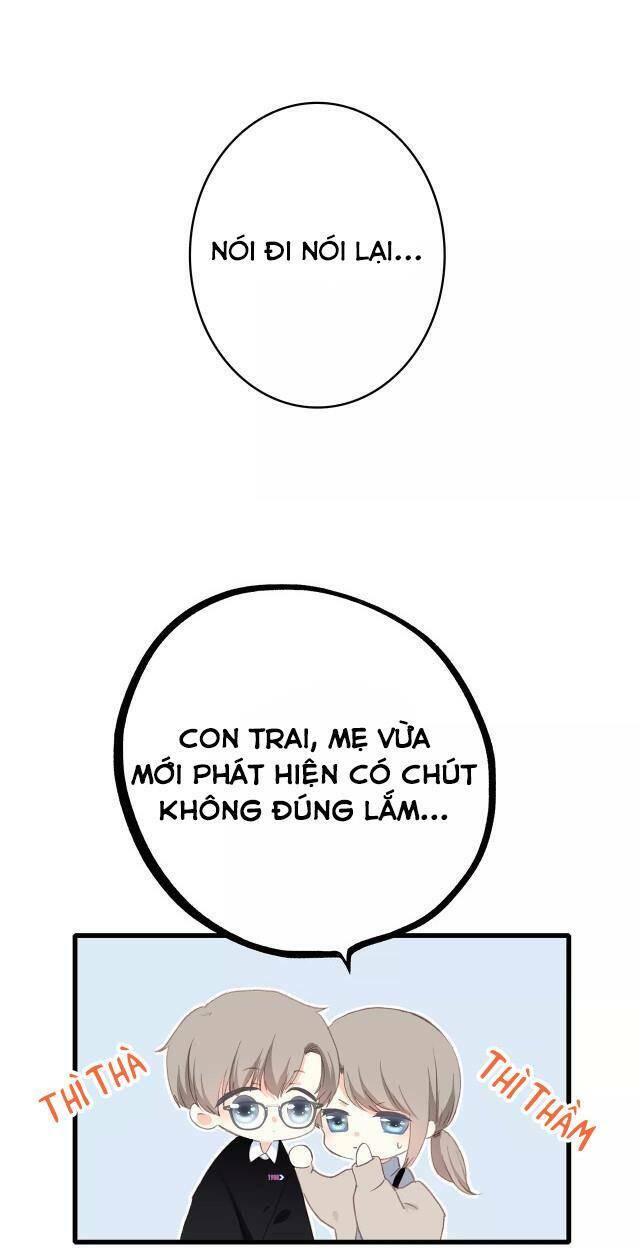 NÓI ĐI NÓI LẠI...
CON TRAI, MẸ VỪA
MỚI PHÁT HIỆN CÓ CHÚT
KHÔNG ĐÚNG LẮM...
THÌ THÀ
THÌ THẦM